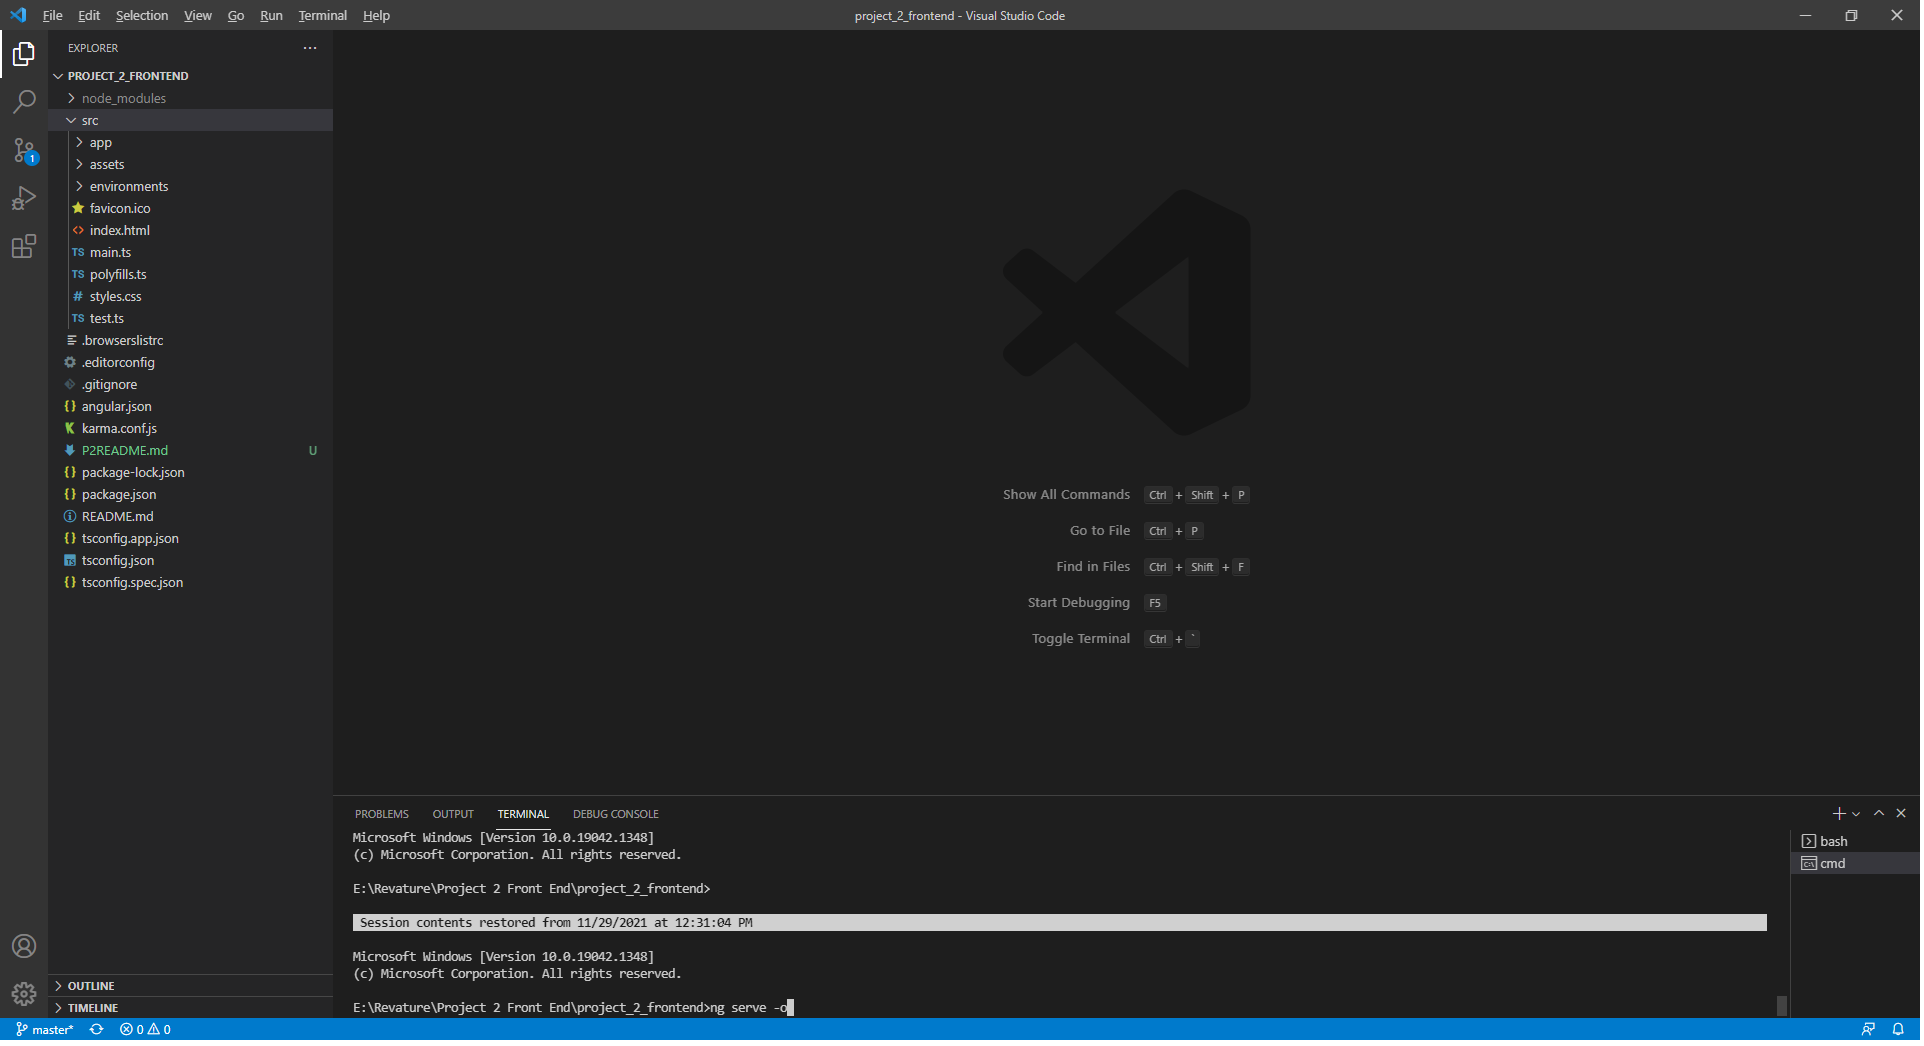 File Edit Selection View Go Run Terminal Help
project_2_frontend - Visual Studio Code
EXPLORER
PROJECT_2_FRONTEND
node_modules
src
app
assets
environments
favicon.ico
<> index.html
TS main.ts
TS polyfills.ts
# styles.css
TS test.ts
.browserslistrc
.editorconfig
.gitignore
{} angular.json
karma.conf.js
P2README.md U
{} package-lock.json
{} package.json
README.md
{} tsconfig.app.json
TS tsconfig.json
{} tsconfig.spec.json
OUTLINE
TIMELINE
1
Show All Commands Ctrl + Shift + P
Go to File Ctrl + P
Find in Files Ctrl + Shift + F
Start Debugging F5
Toggle Terminal Ctrl + `
PROBLEMS OUTPUT TERMINAL DEBUG CONSOLE
Microsoft Windows [Version 10.0.19042.1348]
(c) Microsoft Corporation. All rights reserved.
E:\Revature\Project 2 Front End\project_2_frontend>
Session contents restored from 11/29/2021 at 12:31:04 PM
Microsoft Windows [Version 10.0.19042.1348]
(c) Microsoft Corporation. All rights reserved.
E:\Revature\Project 2 Front End\project_2_frontend>ng serve -o
bash
cmd
master* 0 0